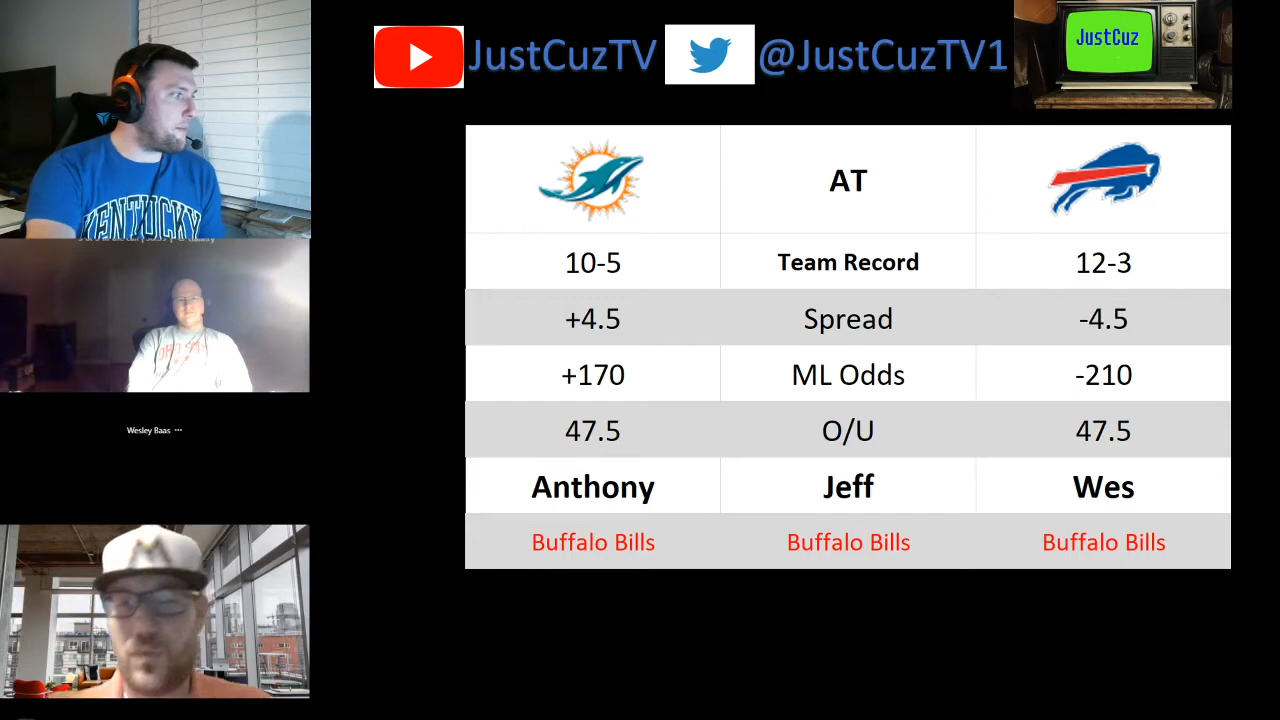 JustCuzTV @JustCuzTV1
JustCuz
KENTUCKY
AT
10-5 Team Record 12-3
+4.5 Spread -4.5
+170 ML Odds -210
47.5 O/U 47.5
Wesley Baas ···
Anthony Jeff Wes
Buffalo Bills Buffalo Bills Buffalo Bills